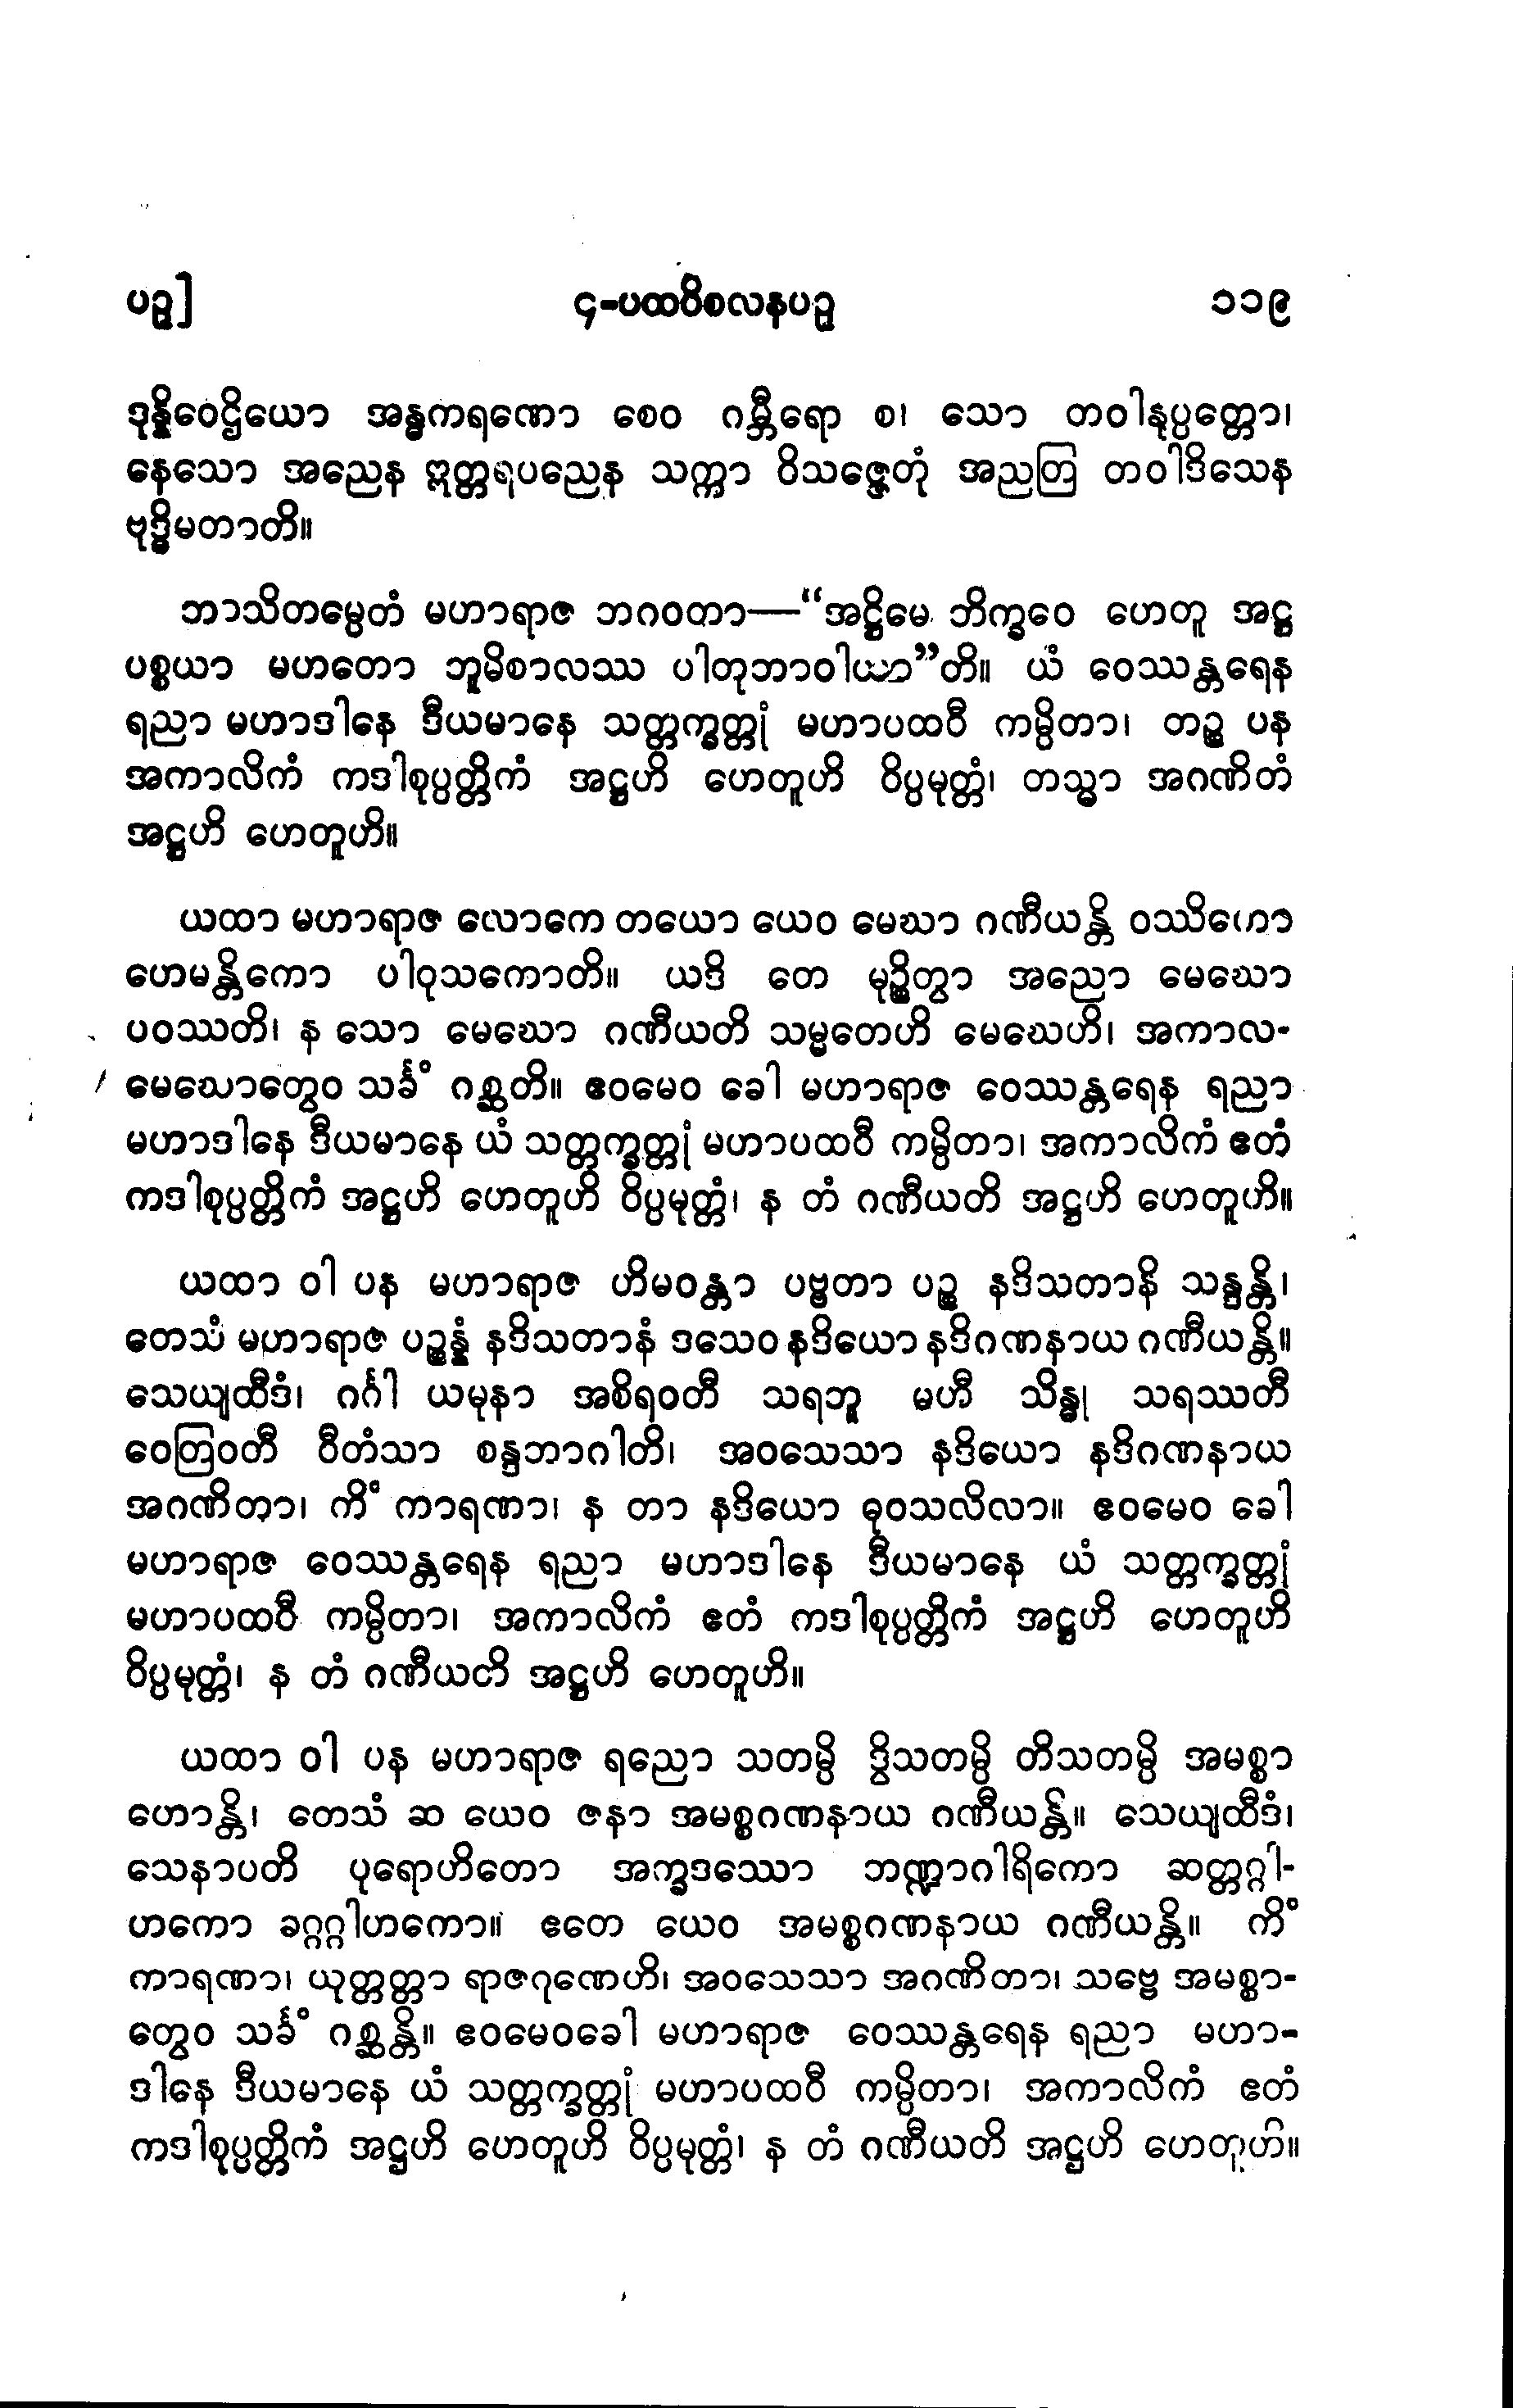 ပဉှ]
၄-ပထဝိစလနပဉှ
၁၁၉
ဒုန္နိဝေဌိယော အန္ဓကရဏော စေဝ ဂမ္ဘီရော စ၊ သော တဝါနုပ္ပတ္တော၊
နေသော အညေန ဣတ္တရပညေန သက္ကာ ဝိသဇ္ဇေတုံ အညတြ တဝါဒိသေန
ဗုဒ္ဓိမတာတိ။
ဘာသိတမ္ပေတံ မဟာရာဇ ဘဂဝတာ—“အဋ္ဌိမေ ဘိက္ခဝေ ဟေတူ အဋ္ဌ
ပစ္စယာ မဟတော ဘူမိစာလဿ ပါတုဘာဝါယာ”တိ။ ယံ ဝေဿန္တရေန
ရညာ မဟာဒါနေ ဒီယမာနေ သတ္တက္ခတ္တုံ မဟာပထဝီ ကမ္ပိတာ၊ တဉ္စ ပန
အကာလိကံ ကဒါစုပ္ပတ္တိကံ အဋ္ဌဟိ ဟေတူဟိ ဝိပ္ပမုတ္တံ၊ တသ္မာ အဂဏိတံ
အဋ္ဌဟိ ဟေတူဟိ။
ယထာ မဟာရာဇ လောကေ တယော ယေဝ မေဃာ ဂဏီယန္တိ ဝဿိကော
ဟေမန္တိကော ပါဝုသကောတိ။ ယဒိ တေ မုဉ္စိတွာ အညော မေဃော
ပဝဿတိ၊ န သော မေဃော ဂဏီယတိ သမ္မတေဟိ မေဃေဟိ၊ အကာလ-
မေဃောတွေဝ သင်္ခံ ဂစ္ဆတိ။ ဧဝမေဝ ခေါ မဟာရာဇ ဝေဿန္တရေန ရညာ
မဟာဒါနေ ဒီယမာနေ ယံ သတ္တက္ခတ္တုံ မဟာပထဝီ ကမ္ပိတာ၊ အကာလိကံ ဧတံ
ကဒါစုပ္ပတ္တိကံ အဋ္ဌဟိ ဟေတူဟိ ဝိပ္ပမုတ္တံ၊ န တံ ဂဏီယတိ အဋ္ဌဟိ ဟေတူဟိ။
ယထာ ဝါ ပန မဟာရာဇ ဟိမဝန္တာ ပဗ္ဗတာ ပဉ္စ နဒိသတာနိ သန္ဒန္တိ၊
တေသံ မဟာရာဇ ပဉ္စန္နံ နဒိသတာနံ ဒသေဝ နဒိယော နဒိဂဏနာယ ဂဏီယန္တိ။
သေယျထီဒံ၊ ဂင်္ဂါ ယမုနာ အစိရဝတီ သရဘူ မဟီ သိန္ဓု သရဿတီ
ဝေတြဝတီ ဝီတံသာ စန္ဒဘာဂါတိ၊ အဝသေသာ နဒိယော နဒိဂဏနာယ
အဂဏိတာ၊ ကိံ ကာရဏာ၊ န တာ နဒိယော ဓုဝသလိလာ။ ဧဝမေဝ ခေါ
မဟာရာဇ ဝေဿန္တရေန ရညာ မဟာဒါနေ ဒီယမာနေ ယံ သတ္တက္ခတ္တုံ
မဟာပထဝီ ကမ္ပိတာ၊ အကာလိကံ ဧတံ ကဒါစုပ္ပတ္တိကံ အဋ္ဌဟိ ဟေတူဟိ
ဝိပ္ပမုတ္တံ၊ န တံ ဂဏီယတိ အဋ္ဌဟိ ဟေတူဟိ။
ယထာ ဝါ ပန မဟာရာဇ ရညော သတမ္ပိ ဒွိသတမ္ပိ တိသတမ္ပိ အမစ္စာ
ဟောန္တိ၊ တေသံ ဆ ယေဝ ဇနာ အမစ္စဂဏနာယ ဂဏီယန္တိ။ သေယျထီဒံ၊
သေနာပတိ ပုရောဟိတော အက္ခဒဿော ဘဏ္ဍာဂါရိကော ဆတ္တဂ္ဂါ-
ဟကော ခဂ္ဂဂ္ဂါဟကော။ ဧတေ ယေဝ အမစ္စဂဏနာယ ဂဏီယန္တိ။ ကိံ
ကာရဏာ၊ ယုတ္တတ္တာ ရာဇဂုဏေဟိ၊ အဝသေသာ အဂဏိတာ၊ သဗ္ဗေ အမစ္စာ-
တွေဝ သင်္ခံ ဂစ္ဆန္တိ။ ဧဝမေဝခေါ မဟာရာဇ ဝေဿန္တရေန ရညာ မဟာ-
ဒါနေ ဒီယမာနေ ယံ သတ္တက္ခတ္တုံ မဟာပထဝီ ကမ္ပိတာ၊ အကာလိကံ ဧတံ
ကဒါစုပ္ပတ္တိကံ အဋ္ဌဟိ ဟေတူဟိ ဝိပ္ပမုတ္တံ၊ န တံ ဂဏီယတိ အဋ္ဌဟိ ဟေတူဟိ။